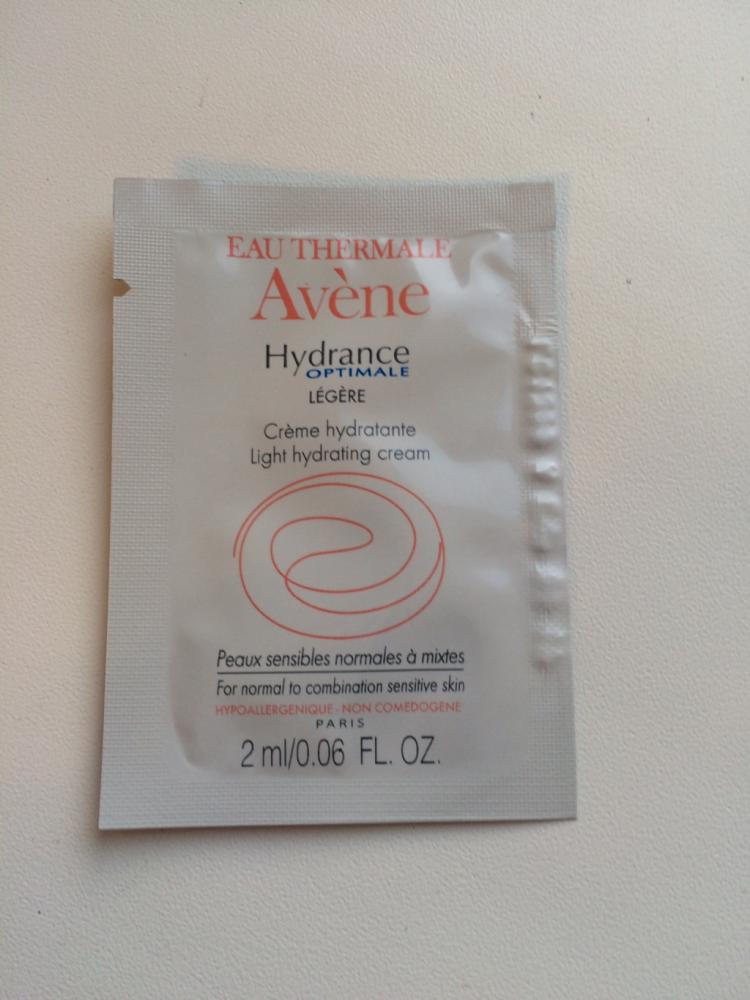 EAU THERMALE
Avène
Hydrance
OPTIMALE
LÉGÈRE
Crème hydratante
Light hydrating cream
Peaux sensibles normales à mixtes
For normal to combination sensitive skin
HYPOALLERGENIQUE - NON COMEDOGENE
PARIS
2 ml/0.06 FL. OZ.